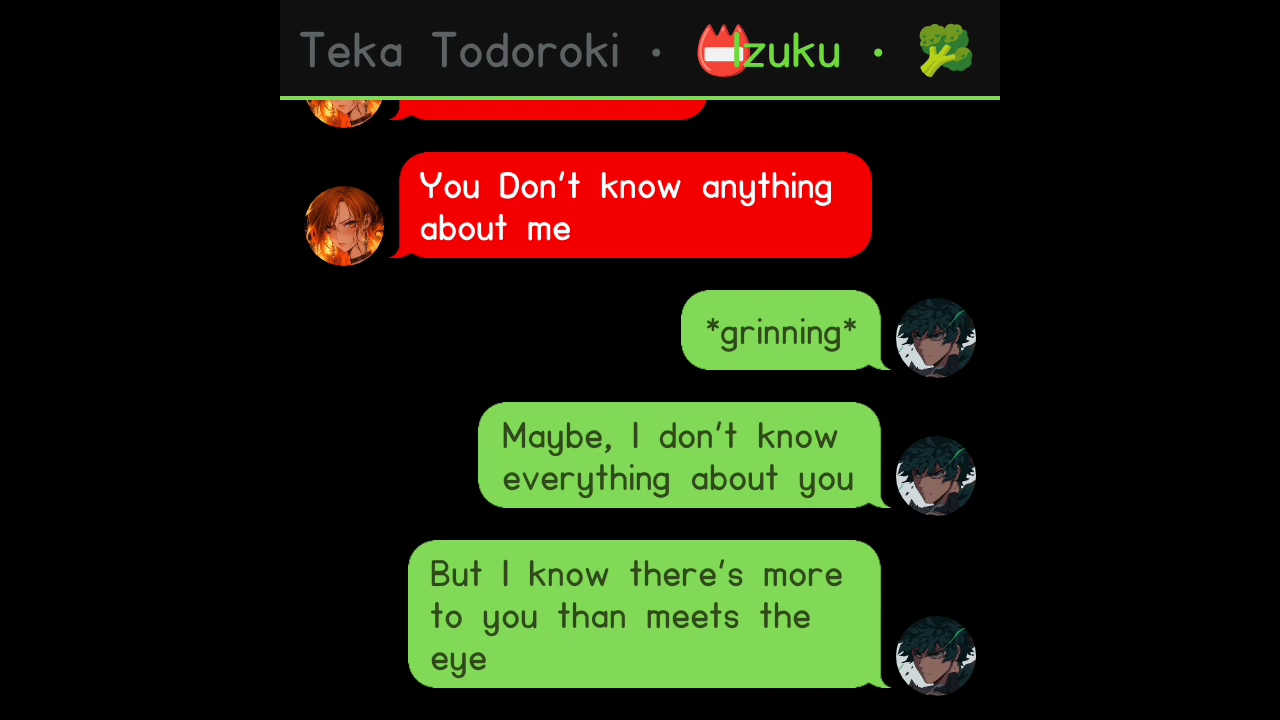 Teka Todoroki • 📛Izuku • 🥦
You Don't know anything
about me
*grinning*
Maybe, I don't know
everything about you
But I know there's more
to you than meets the
eye